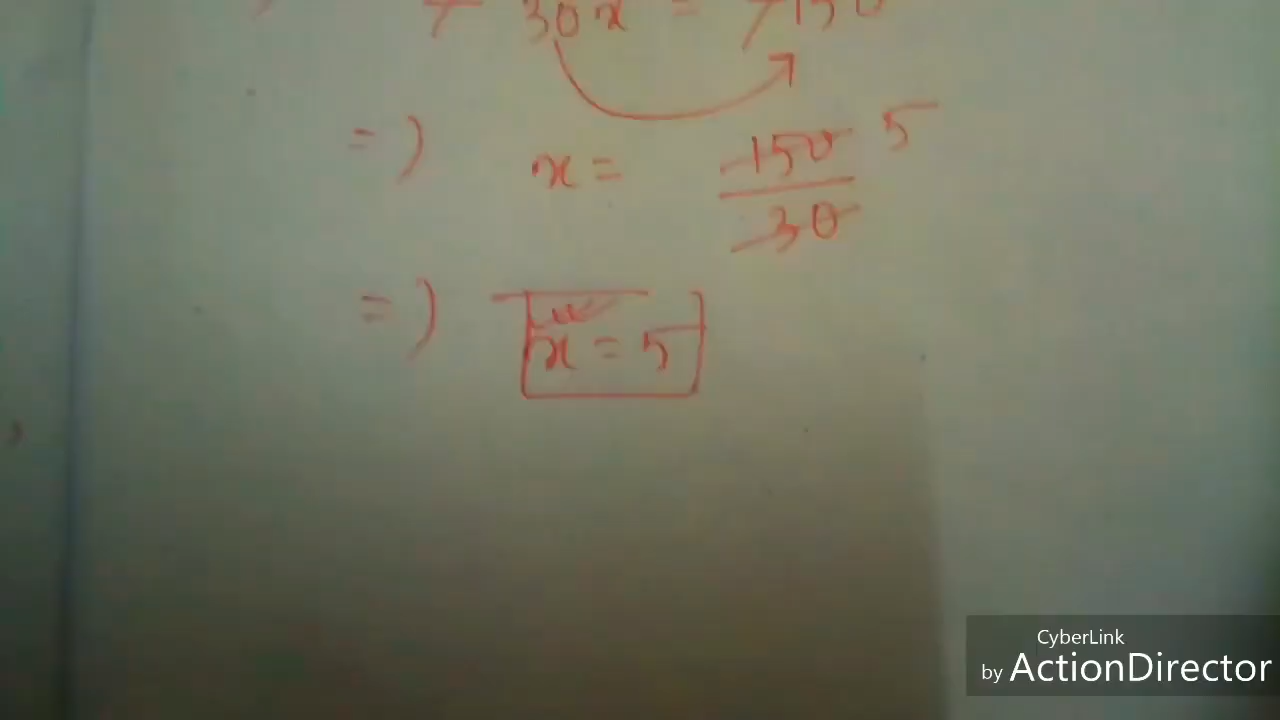 30x = 150
=) x = 150/30 5
=) x = 5
CyberLink
by ActionDirector